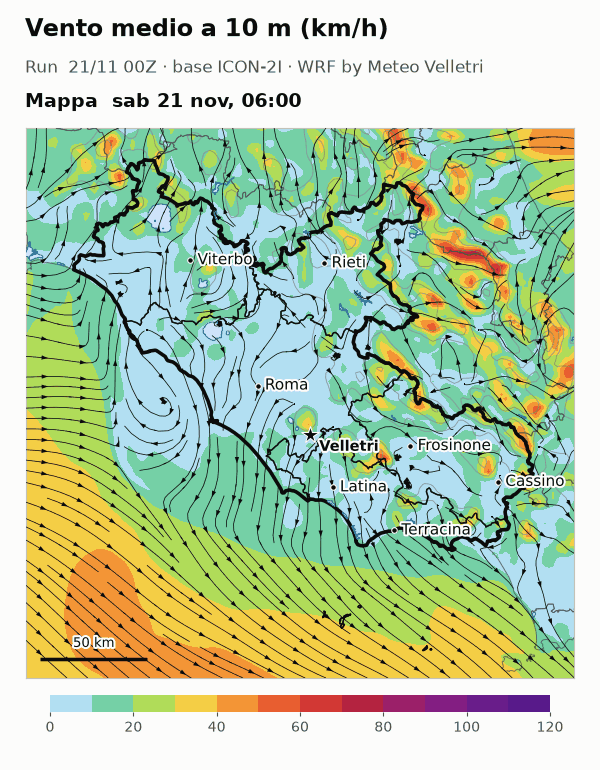 Vento medio a 10 m (km/h)
Run  21/11 00Z · base ICON-2I · WRF by Meteo Velletri
Mappa  sab 21 nov, 06:00
Viterbo
Rieti
Roma
Velletri
Frosinone
Cassino
Latina
Terracina
50 km
0 20 40 60 80 100 120